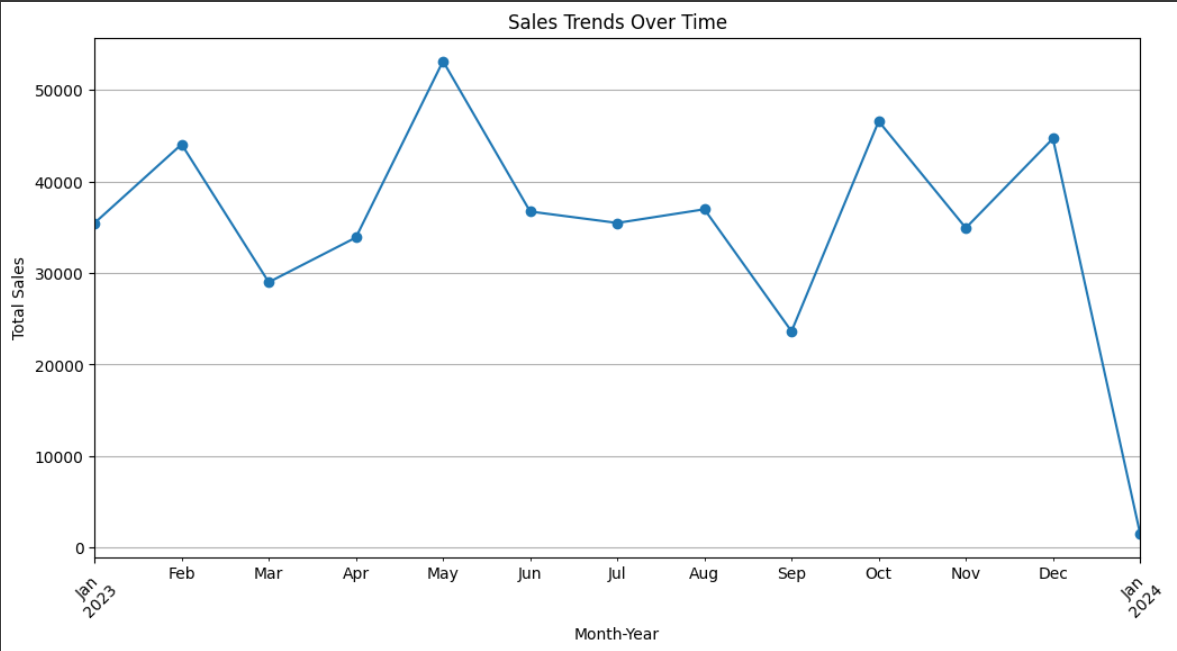 Sales Trends Over Time
50000
40000
30000
20000
10000
0
Total Sales
Jan
2023
Feb
Mar
Apr
May
Jun
Jul
Aug
Sep
Oct
Nov
Dec
Jan
2024
Month-Year